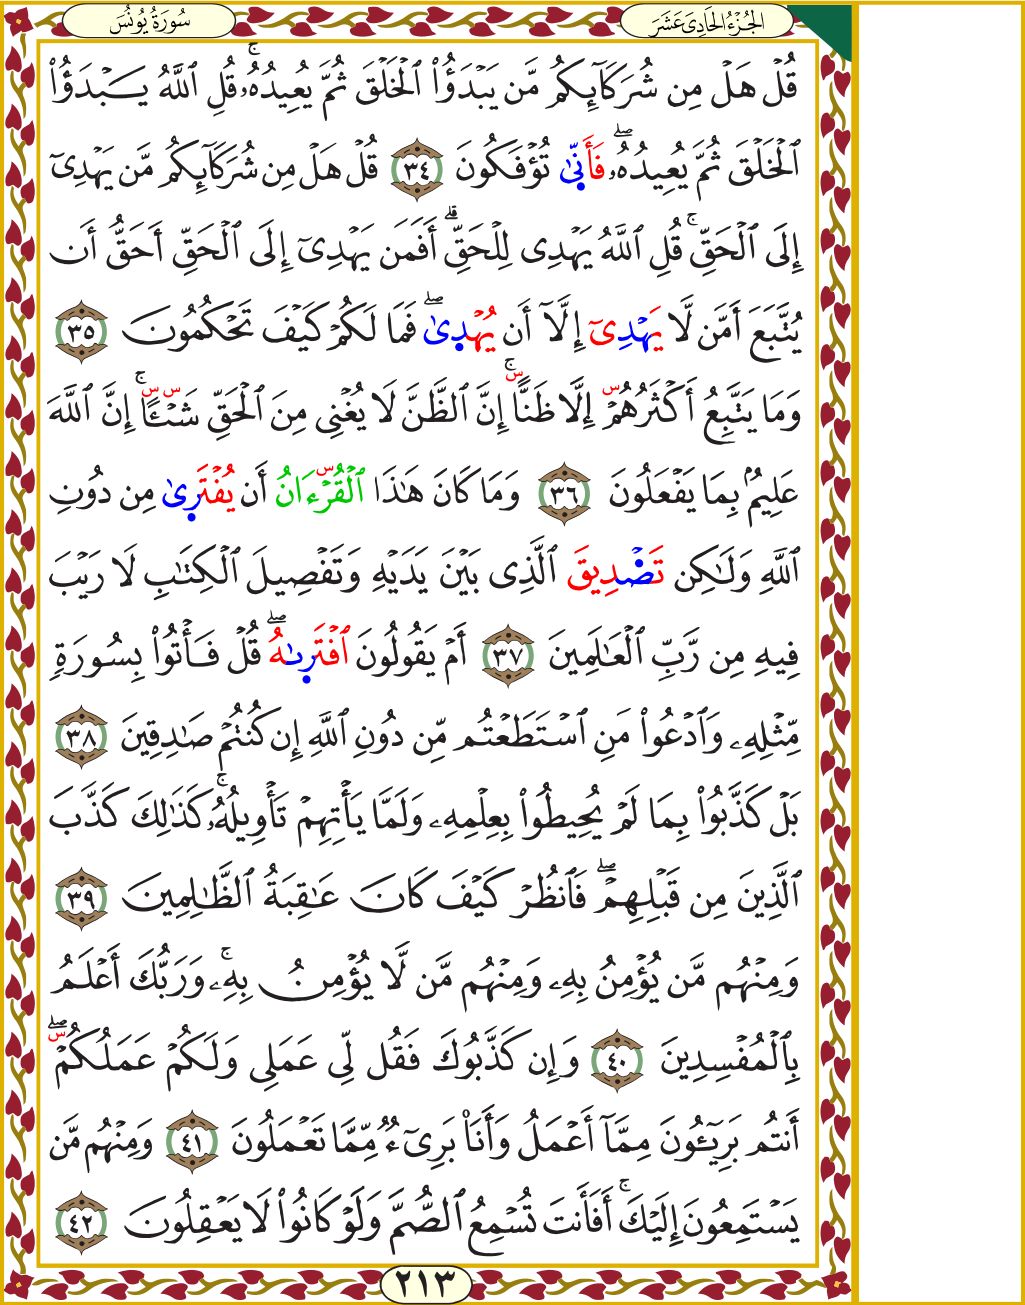 الجُزْءُ الحَادِىَ عَشَرَ
سُورَةُ يُونُسَ
قُلْ هَلْ مِن شُرَكَآئِكُم مَّن يَبْدَؤُا۟ ٱلْخَلْقَ ثُمَّ يُعِيدُهُۥ ۚ قُلِ ٱللَّهُ يَبْدَؤُا۟
ٱلْخَلْقَ ثُمَّ يُعِيدُهُۥ ۖ فَأَنَّىٰ تُؤْفَكُونَ ٣٤ قُلْ هَلْ مِن شُرَكَآئِكُم مَّن يَهْدِىٓ
إِلَى ٱلْحَقِّ ۚ قُلِ ٱللَّهُ يَهْدِى لِلْحَقِّ ۗ أَفَمَن يَهْدِىٓ إِلَى ٱلْحَقِّ أَحَقُّ أَن
يُتَّبَعَ أَمَّن لَّا يَهْدِىٓ إِلَّآ أَن يُهْدَىٰ ۖ فَمَا لَكُمْ كَيْفَ تَحْكُمُونَ ٣٥
وَمَا يَتَّبِعُ أَكْثَرُهُمْ إِلَّا ظَنًّا ۚ إِنَّ ٱلظَّنَّ لَا يُغْنِى مِنَ ٱلْحَقِّ شَيْـًٔا ۚ إِنَّ ٱللَّهَ
عَلِيمٌۢ بِمَا يَفْعَلُونَ ٣٦ وَمَا كَانَ هَٰذَا ٱلْقُرْءَانُ أَن يُفْتَرَىٰ مِن دُونِ
ٱللَّهِ وَلَٰكِن تَصْدِيقَ ٱلَّذِى بَيْنَ يَدَيْهِ وَتَفْصِيلَ ٱلْكِتَٰبِ لَا رَيْبَ
فِيهِ مِن رَّبِّ ٱلْعَٰلَمِينَ ٣٧ أَمْ يَقُولُونَ ٱفْتَرَىٰهُ ۖ قُلْ فَأْتُوا۟ بِسُورَةٍ
مِّثْلِهِۦ وَٱدْعُوا۟ مَنِ ٱسْتَطَعْتُم مِّن دُونِ ٱللَّهِ إِن كُنتُمْ صَٰدِقِينَ ٣٨
بَلْ كَذَّبُوا۟ بِمَا لَمْ يُحِيطُوا۟ بِعِلْمِهِۦ وَلَمَّا يَأْتِهِمْ تَأْوِيلُهُۥ ۚ كَذَٰلِكَ كَذَّبَ
ٱلَّذِينَ مِن قَبْلِهِمْ ۖ فَٱنظُرْ كَيْفَ كَانَ عَٰقِبَةُ ٱلظَّٰلِمِينَ ٣٩
وَمِنْهُم مَّن يُؤْمِنُ بِهِۦ وَمِنْهُم مَّن لَّا يُؤْمِنُ بِهِۦ ۚ وَرَبُّكَ أَعْلَمُ
بِٱلْمُفْسِدِينَ ٤٠ وَإِن كَذَّبُوكَ فَقُل لِّى عَمَلِى وَلَكُمْ عَمَلُكُمْ ۖ
أَنتُم بَرِيٓـُٔونَ مِمَّآ أَعْمَلُ وَأَنَا۠ بَرِىٓءٌ مِّمَّا تَعْمَلُونَ ٤١ وَمِنْهُم مَّن
يَسْتَمِعُونَ إِلَيْكَ ۚ أَفَأَنتَ تُسْمِعُ ٱلصُّمَّ وَلَوْ كَانُوا۟ لَا يَعْقِلُونَ ٤٢
٢١٣